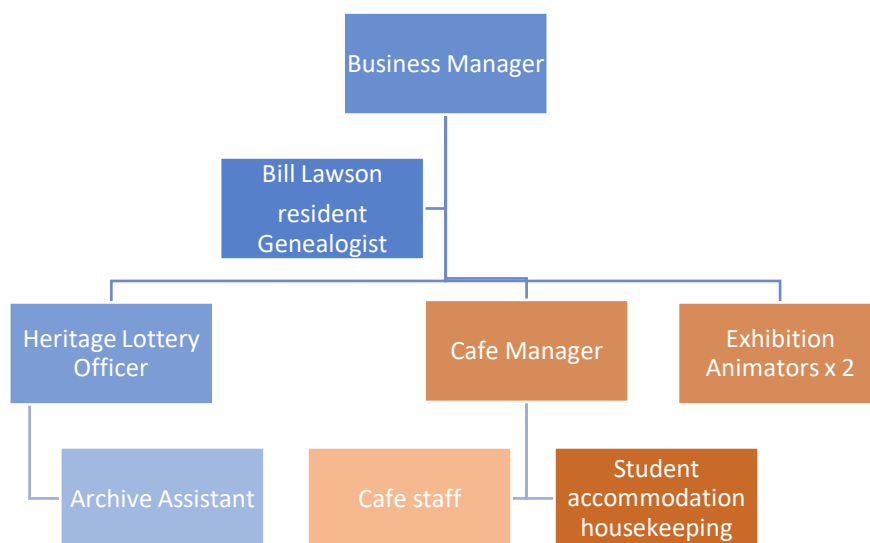 Business Manager
Bill Lawson
resident
Genealogist
Heritage Lottery
Officer
Cafe Manager
Exhibition
Animators x 2
Archive Assistant
Cafe staff
Student
accommodation
housekeeping